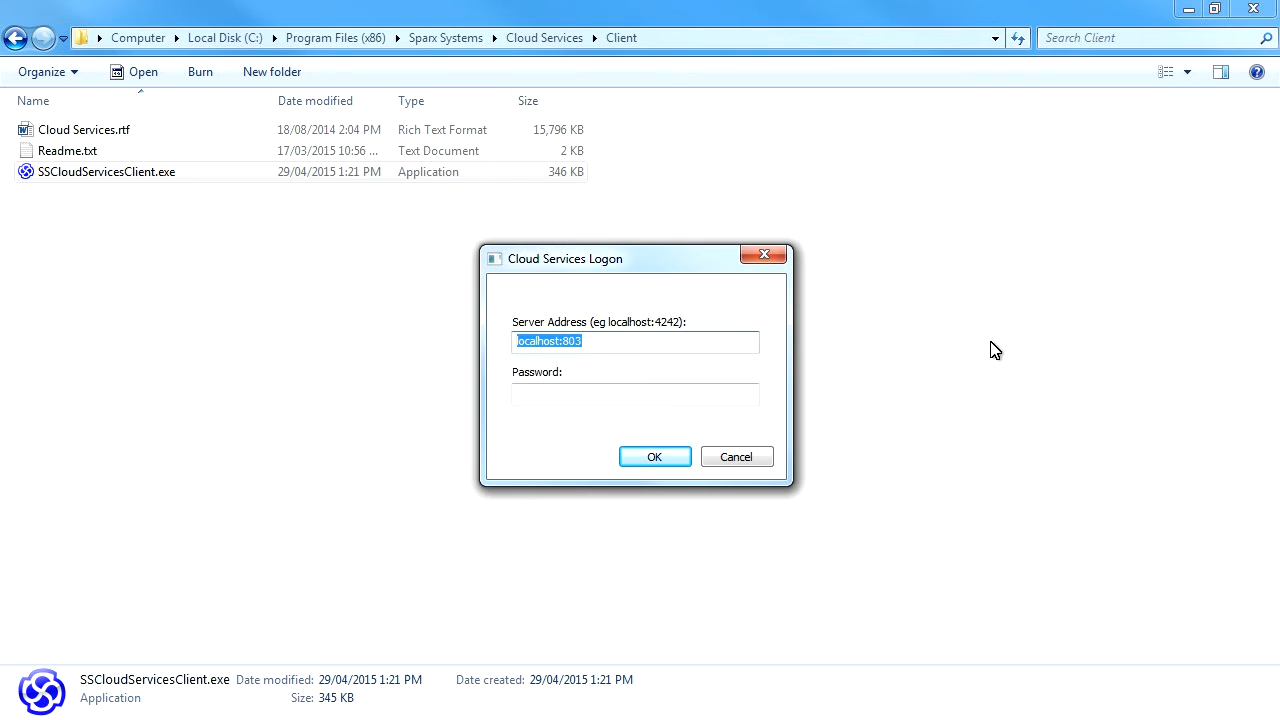 Computer Local Disk (C:) Program Files (x86) Sparx Systems Cloud Services Client Search Client
Organize Open Burn New folder
Name Date modified Type Size
Cloud Services.rtf 18/08/2014 2:04 PM Rich Text Format 15,796 KB
Readme.txt 17/03/2015 10:56 ... Text Document 2 KB
SSCloudServicesClient.exe 29/04/2015 1:21 PM Application 346 KB
Cloud Services Logon
Server Address (eg localhost:4242):
localhost:803
Password:
OK Cancel
SSCloudServicesClient.exe Date modified: 29/04/2015 1:21 PM Date created: 29/04/2015 1:21 PM
Application Size: 345 KB